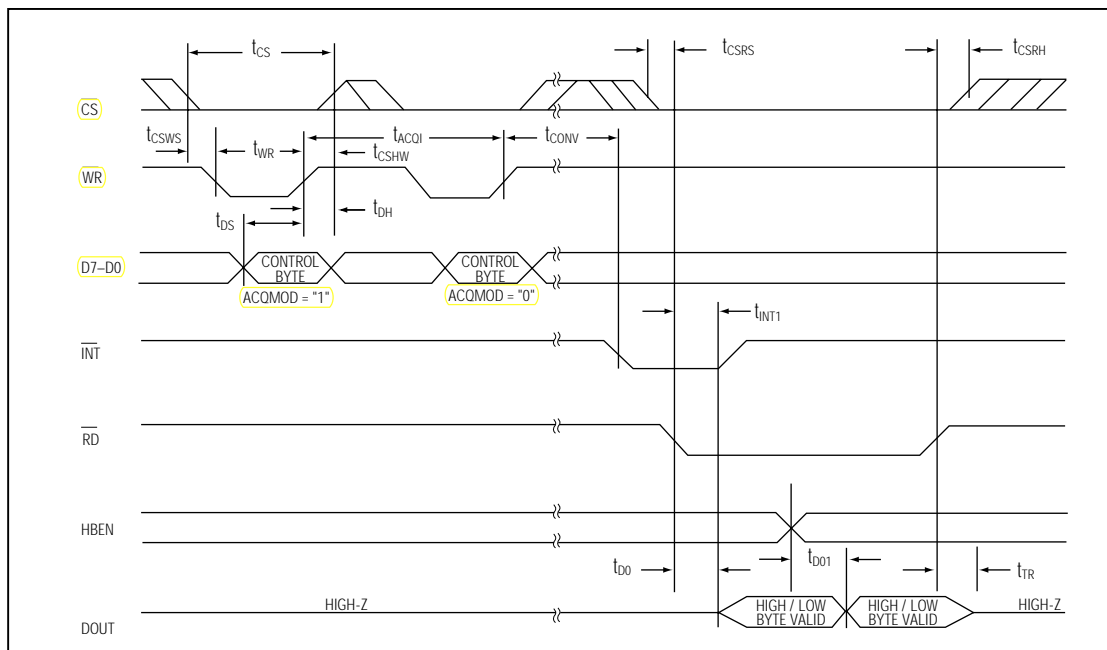 tCS
tCSRS
tCSRH
CS
tCSWS
tWR
tACQI
tCSHW
tCONV
WR
tDS
tDH
D7–D0
CONTROL
BYTE
CONTROL
BYTE
ACQMOD = "1"
ACQMOD = "0"
tINT1
INT
RD
HBEN
tD0
tD01
tTR
HIGH-Z
HIGH / LOW
BYTE VALID
HIGH / LOW
BYTE VALID
HIGH-Z
DOUT